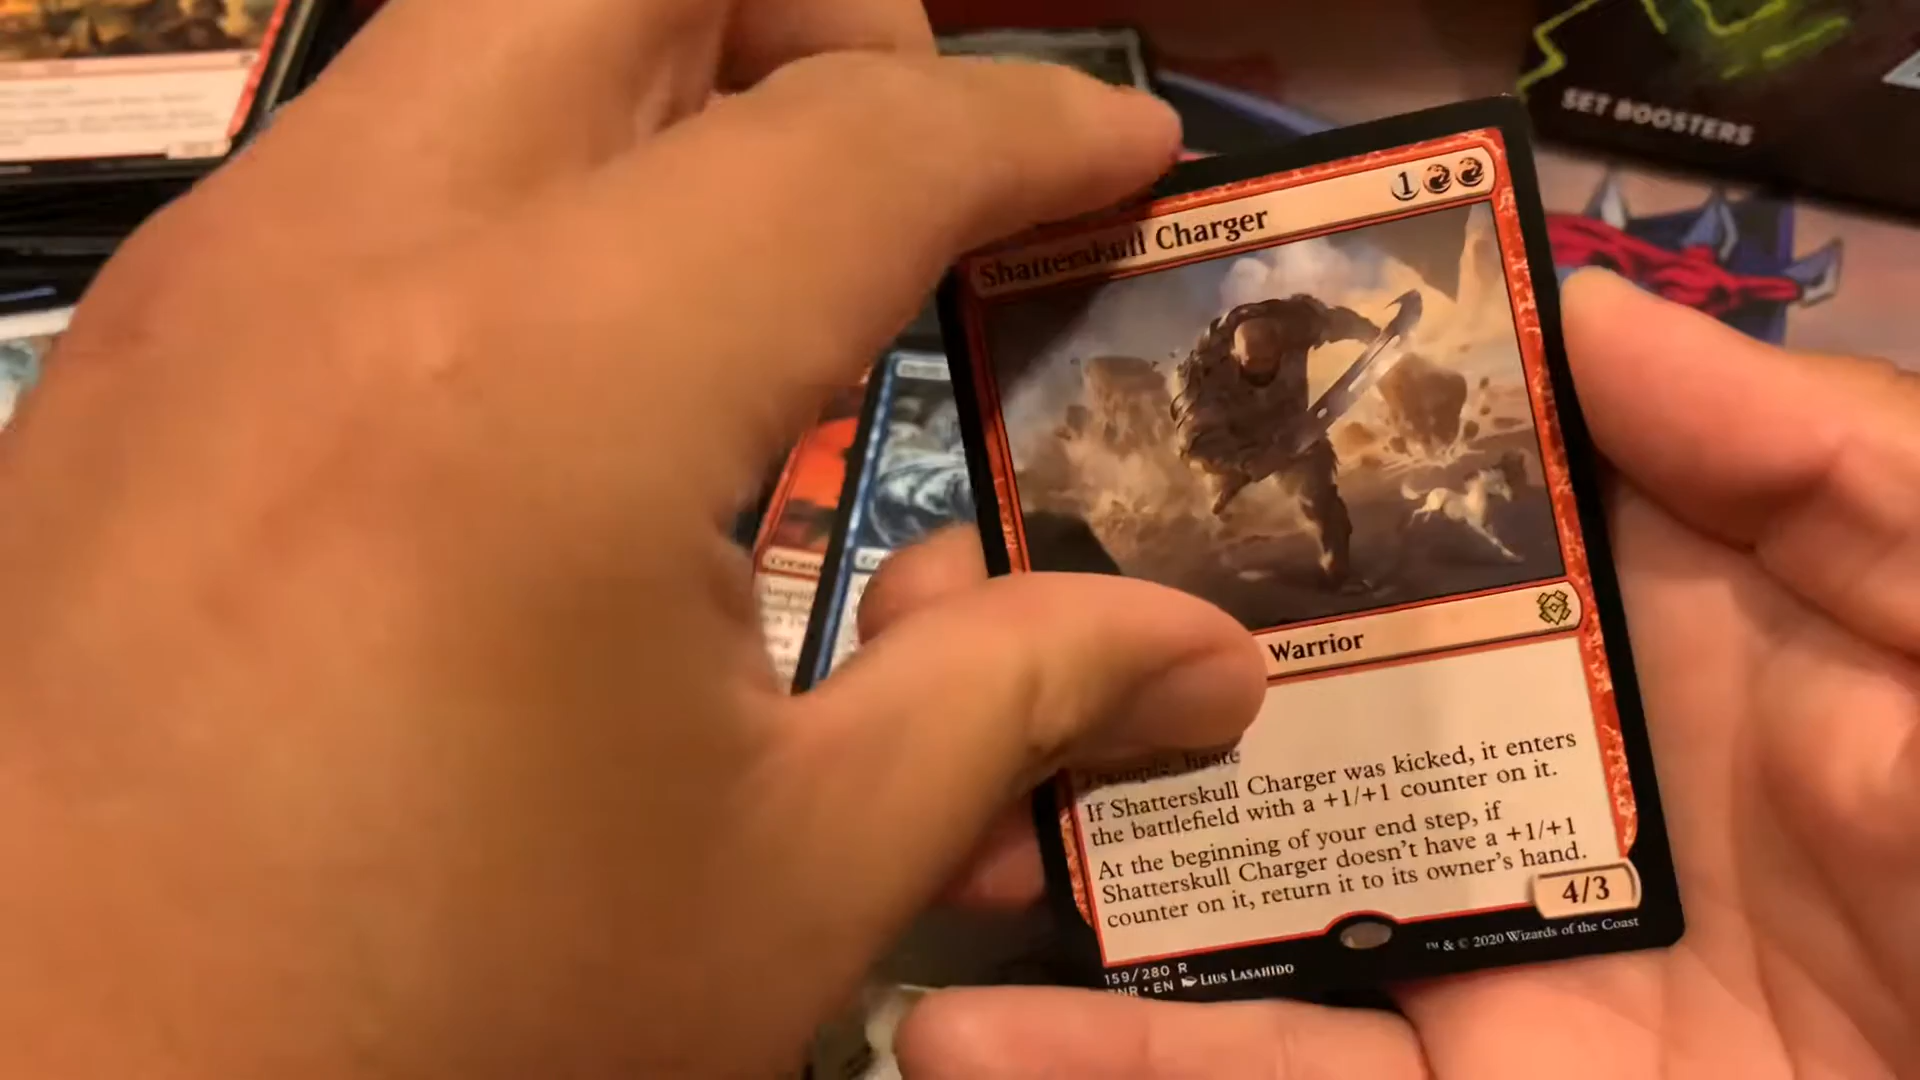 SET BOOSTERS
Shatterskull Charger 1
Warrior
Trample, haste
If Shatterskull Charger was kicked, it enters
the battlefield with a +1/+1 counter on it.
At the beginning of your end step, if
Shatterskull Charger doesn't have a +1/+1
counter on it, return it to its owner's hand.
4/3
159/280 R
ZNR • EN Lius Lasahido
™ & © 2020 Wizards of the Coast